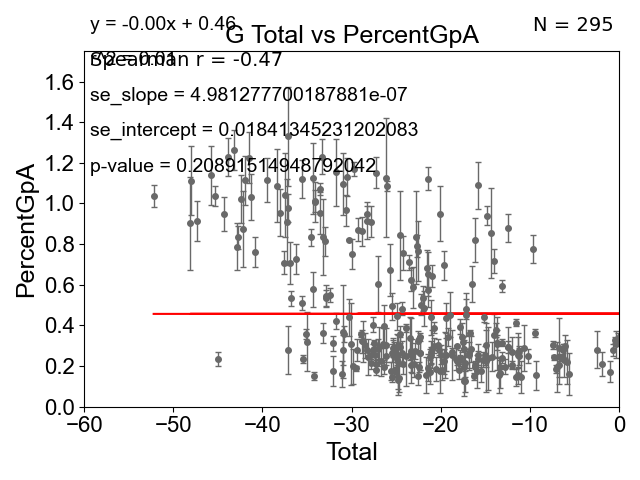 y = -0.00x + 0.46
G Total vs PercentGpA
N = 295
Spearman r = -0.47
se_slope = 4.981277700187881e-07
se_intercept = 0.01841345231202083
p-value = 0.20891514948792042
PercentGpA
1.6
1.4
1.2
1.0
0.8
0.6
0.4
0.2
0.0
−60 −50 −40 −30 −20 −10 0
Total